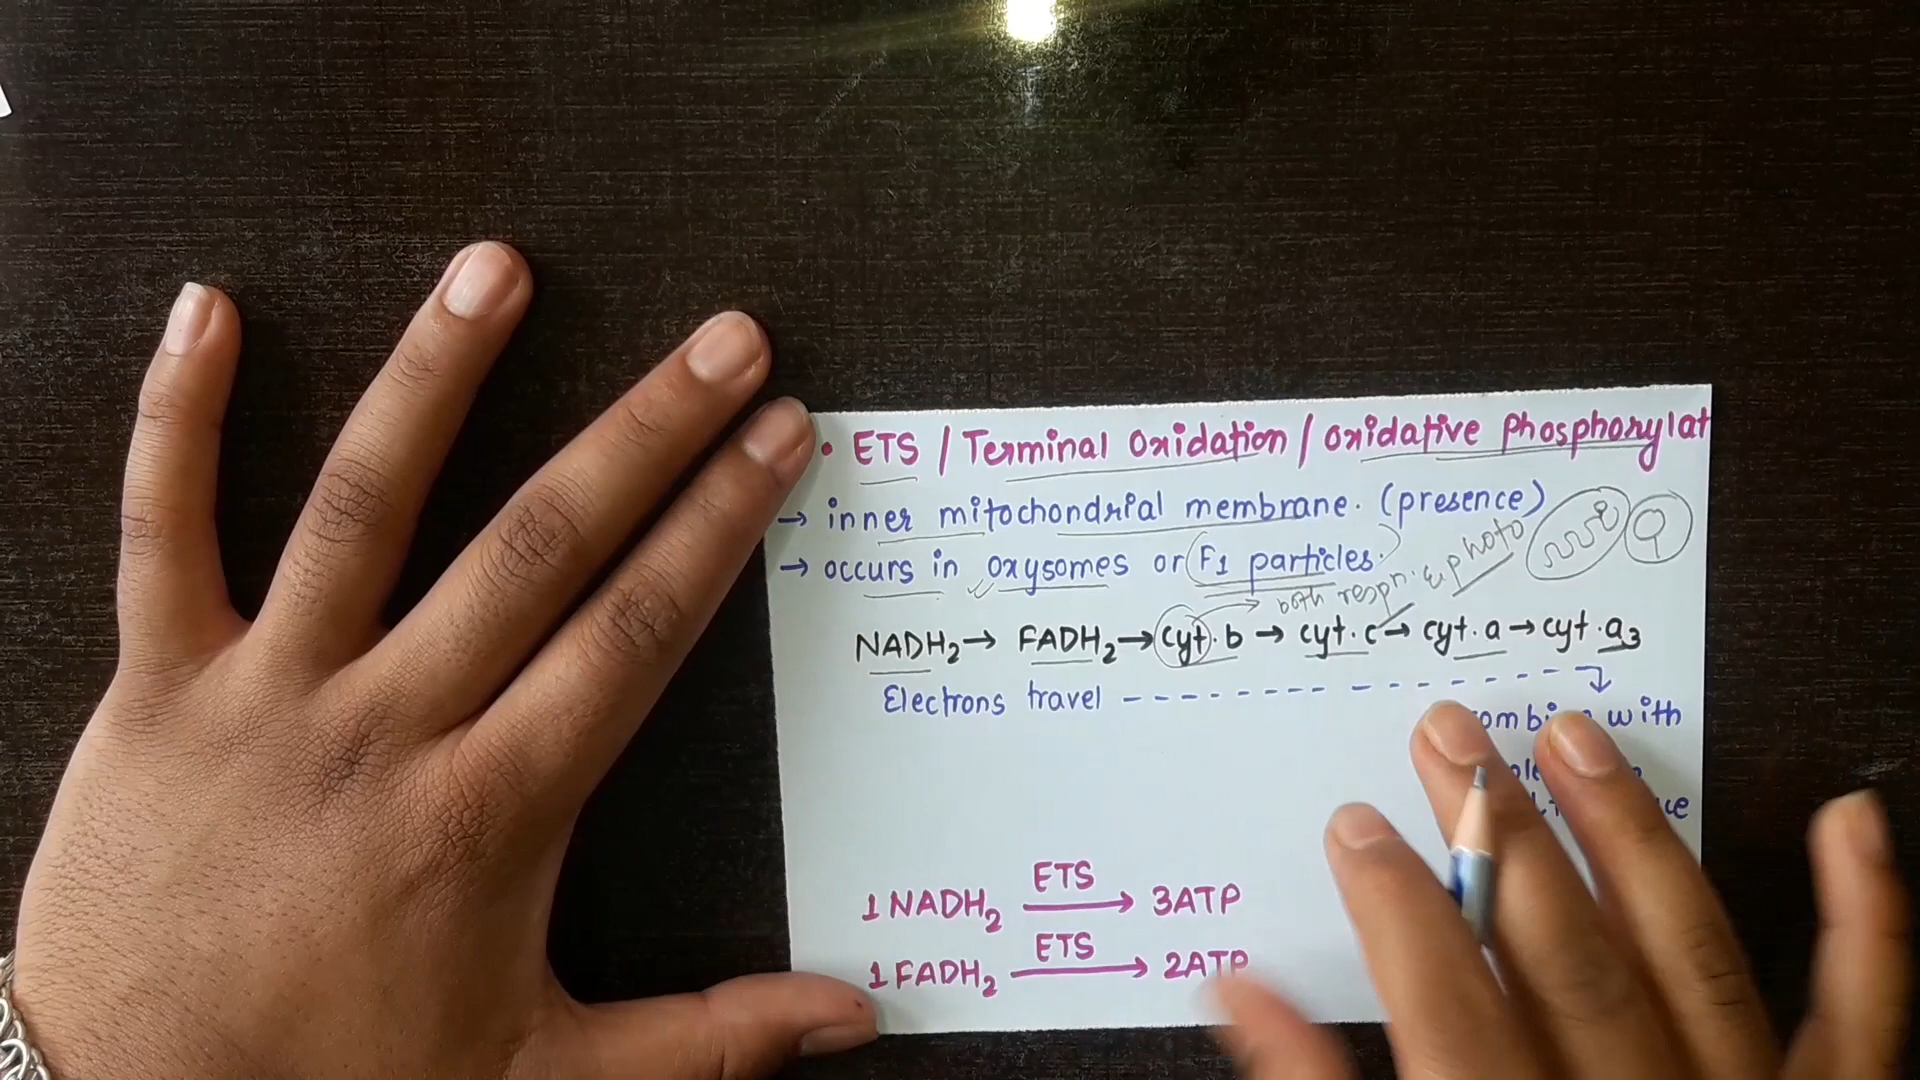 • ETS / Terminal Oxidation / Oxidative Phosphorylat
→ inner mitochondrial membrane. (presence)
→ occurs in oxysomes or F1 particles.
→ both respn. & photo
NADH₂ → FADH₂ → cyt.b → cyt.c → cyt.a → cyt.a₃
Electrons travel
with
1 NADH₂ ETS → 3ATP
1 FADH₂ ETS → 2ATP